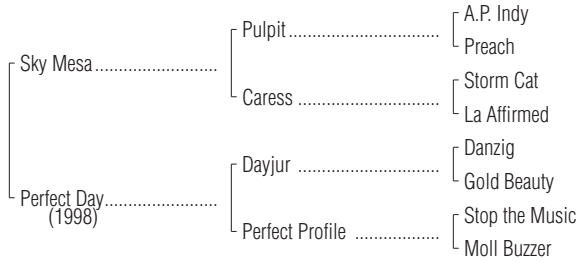 A.P. Indy
Pulpit
Preach
Sky Mesa
Storm Cat
Caress
La Affirmed
Danzig
Dayjur
Gold Beauty
Perfect Day
(1998)
Stop the Music
Perfect Profile
Moll Buzzer